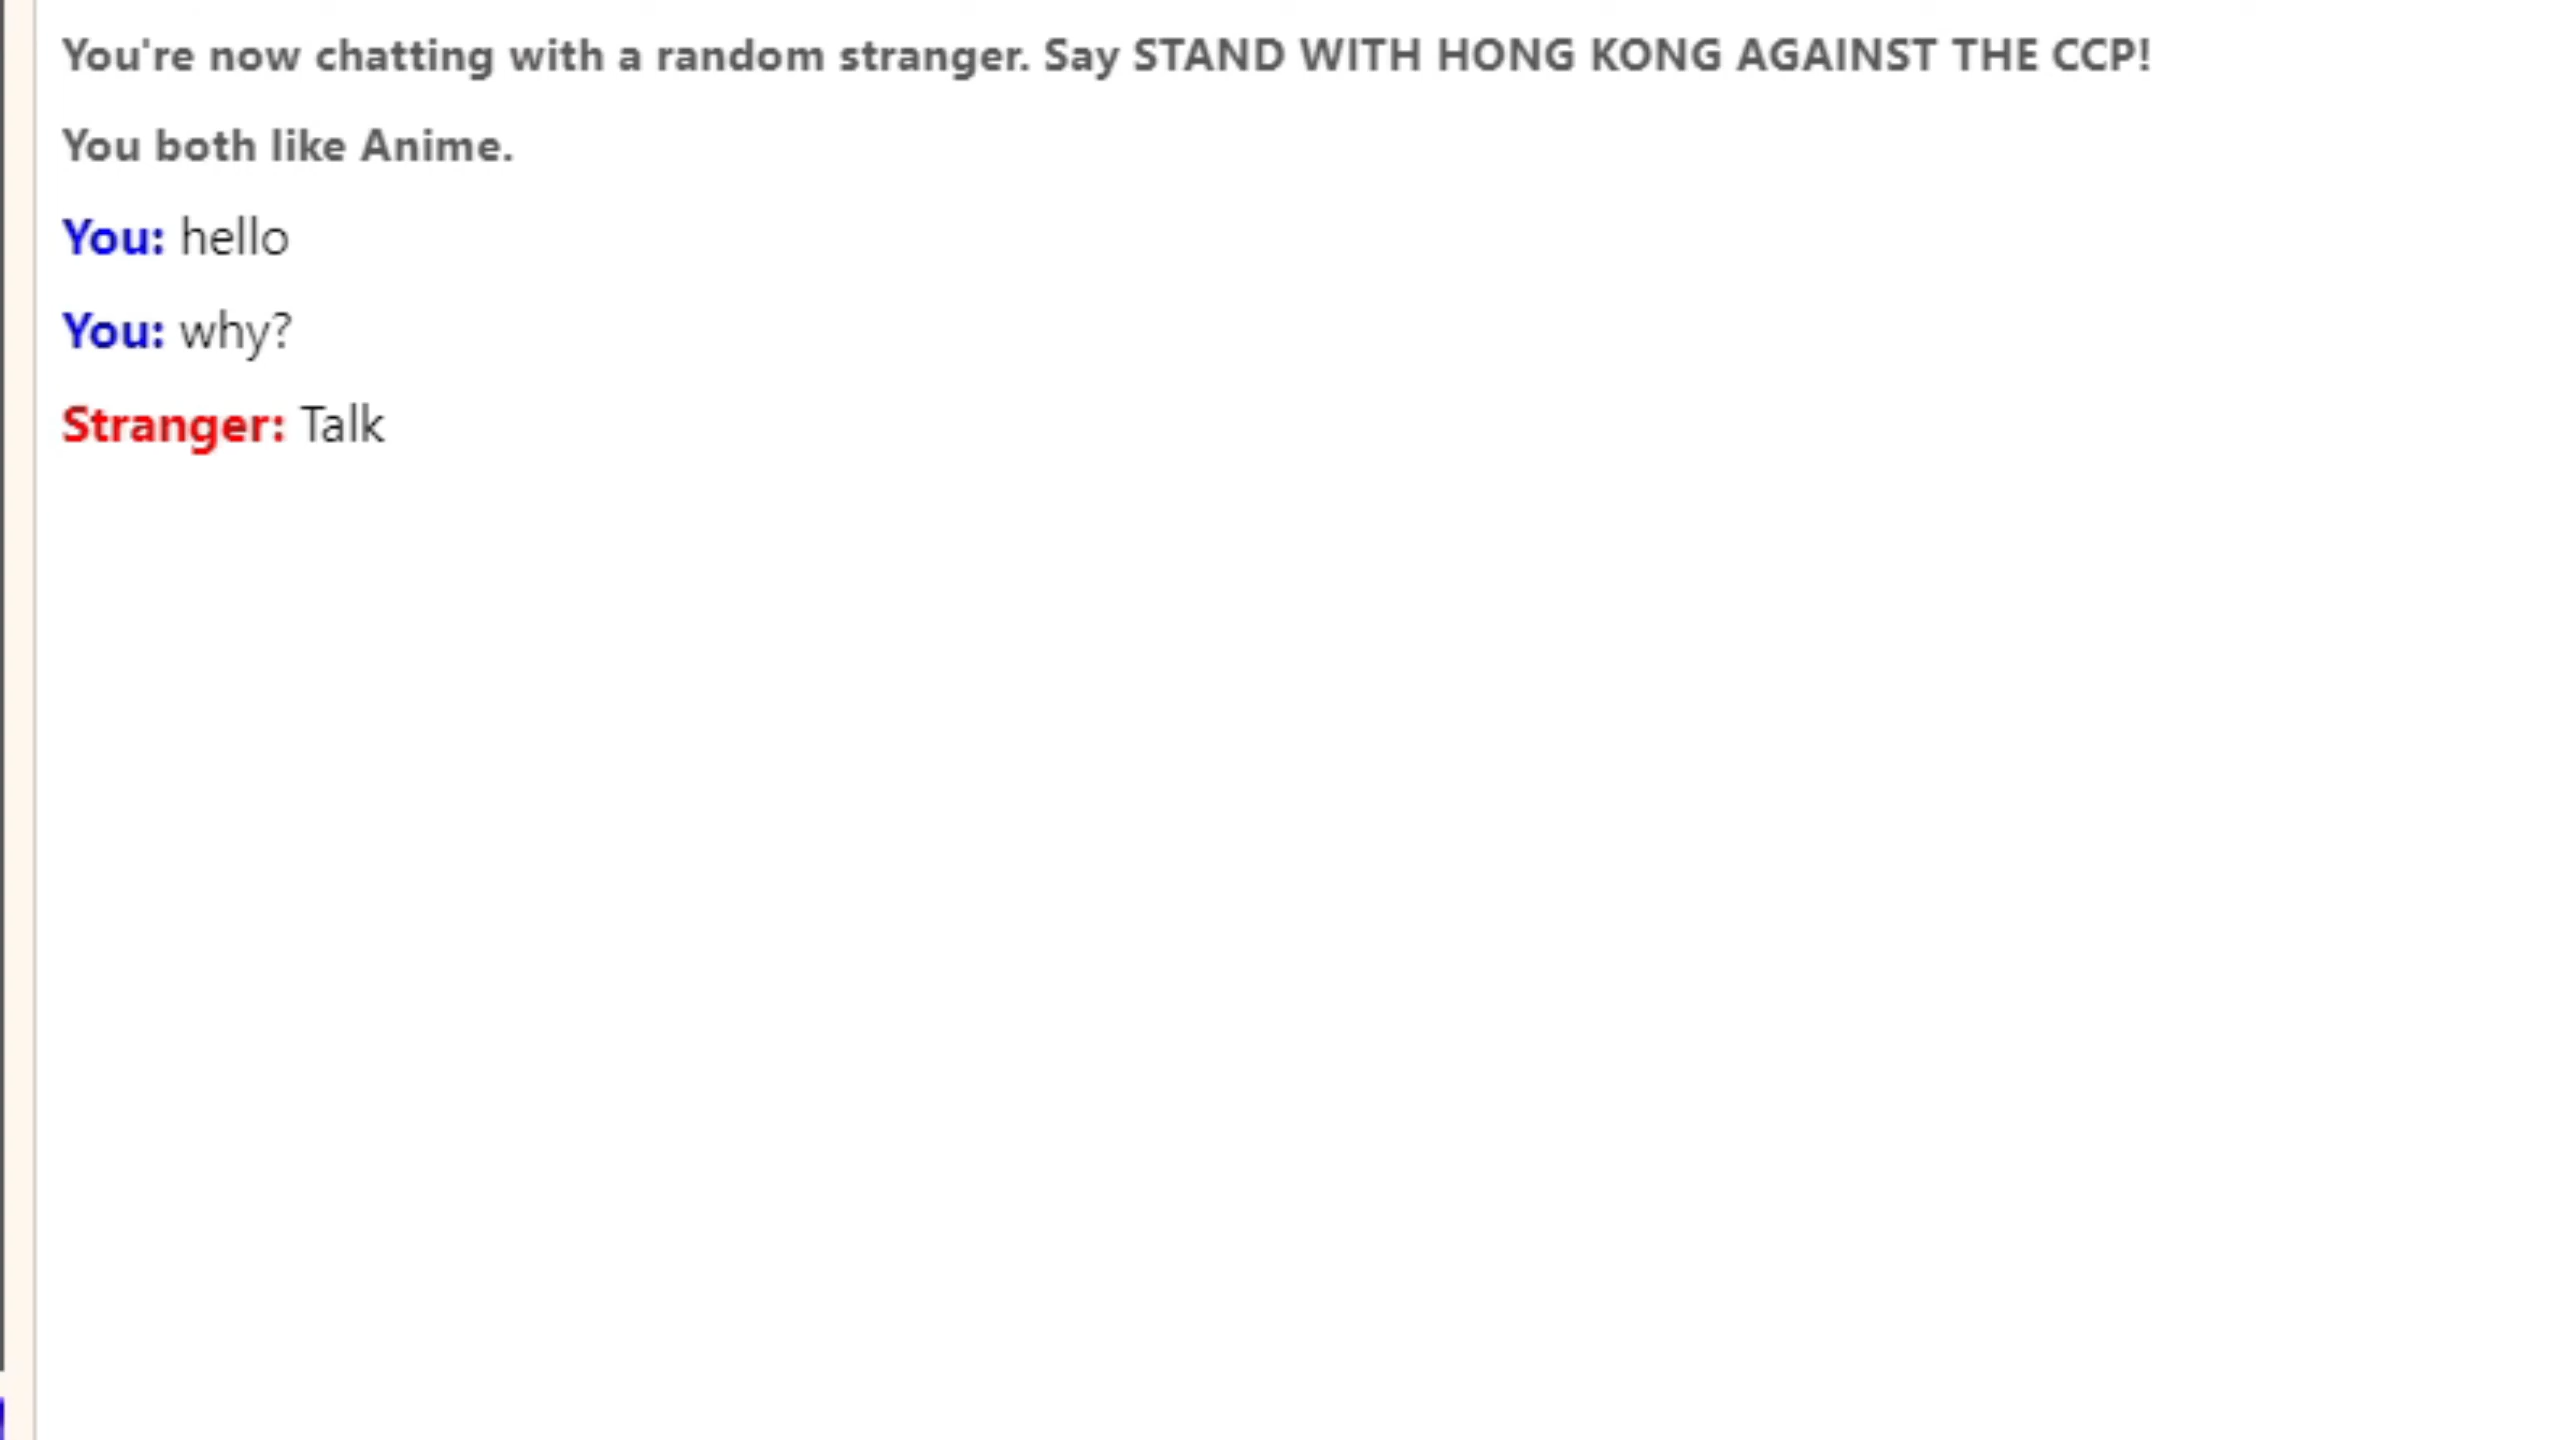 You're now chatting with a random stranger. Say STAND WITH HONG KONG AGAINST THE CCP!
You both like Anime.
You: hello
You: why?
Stranger: Talk